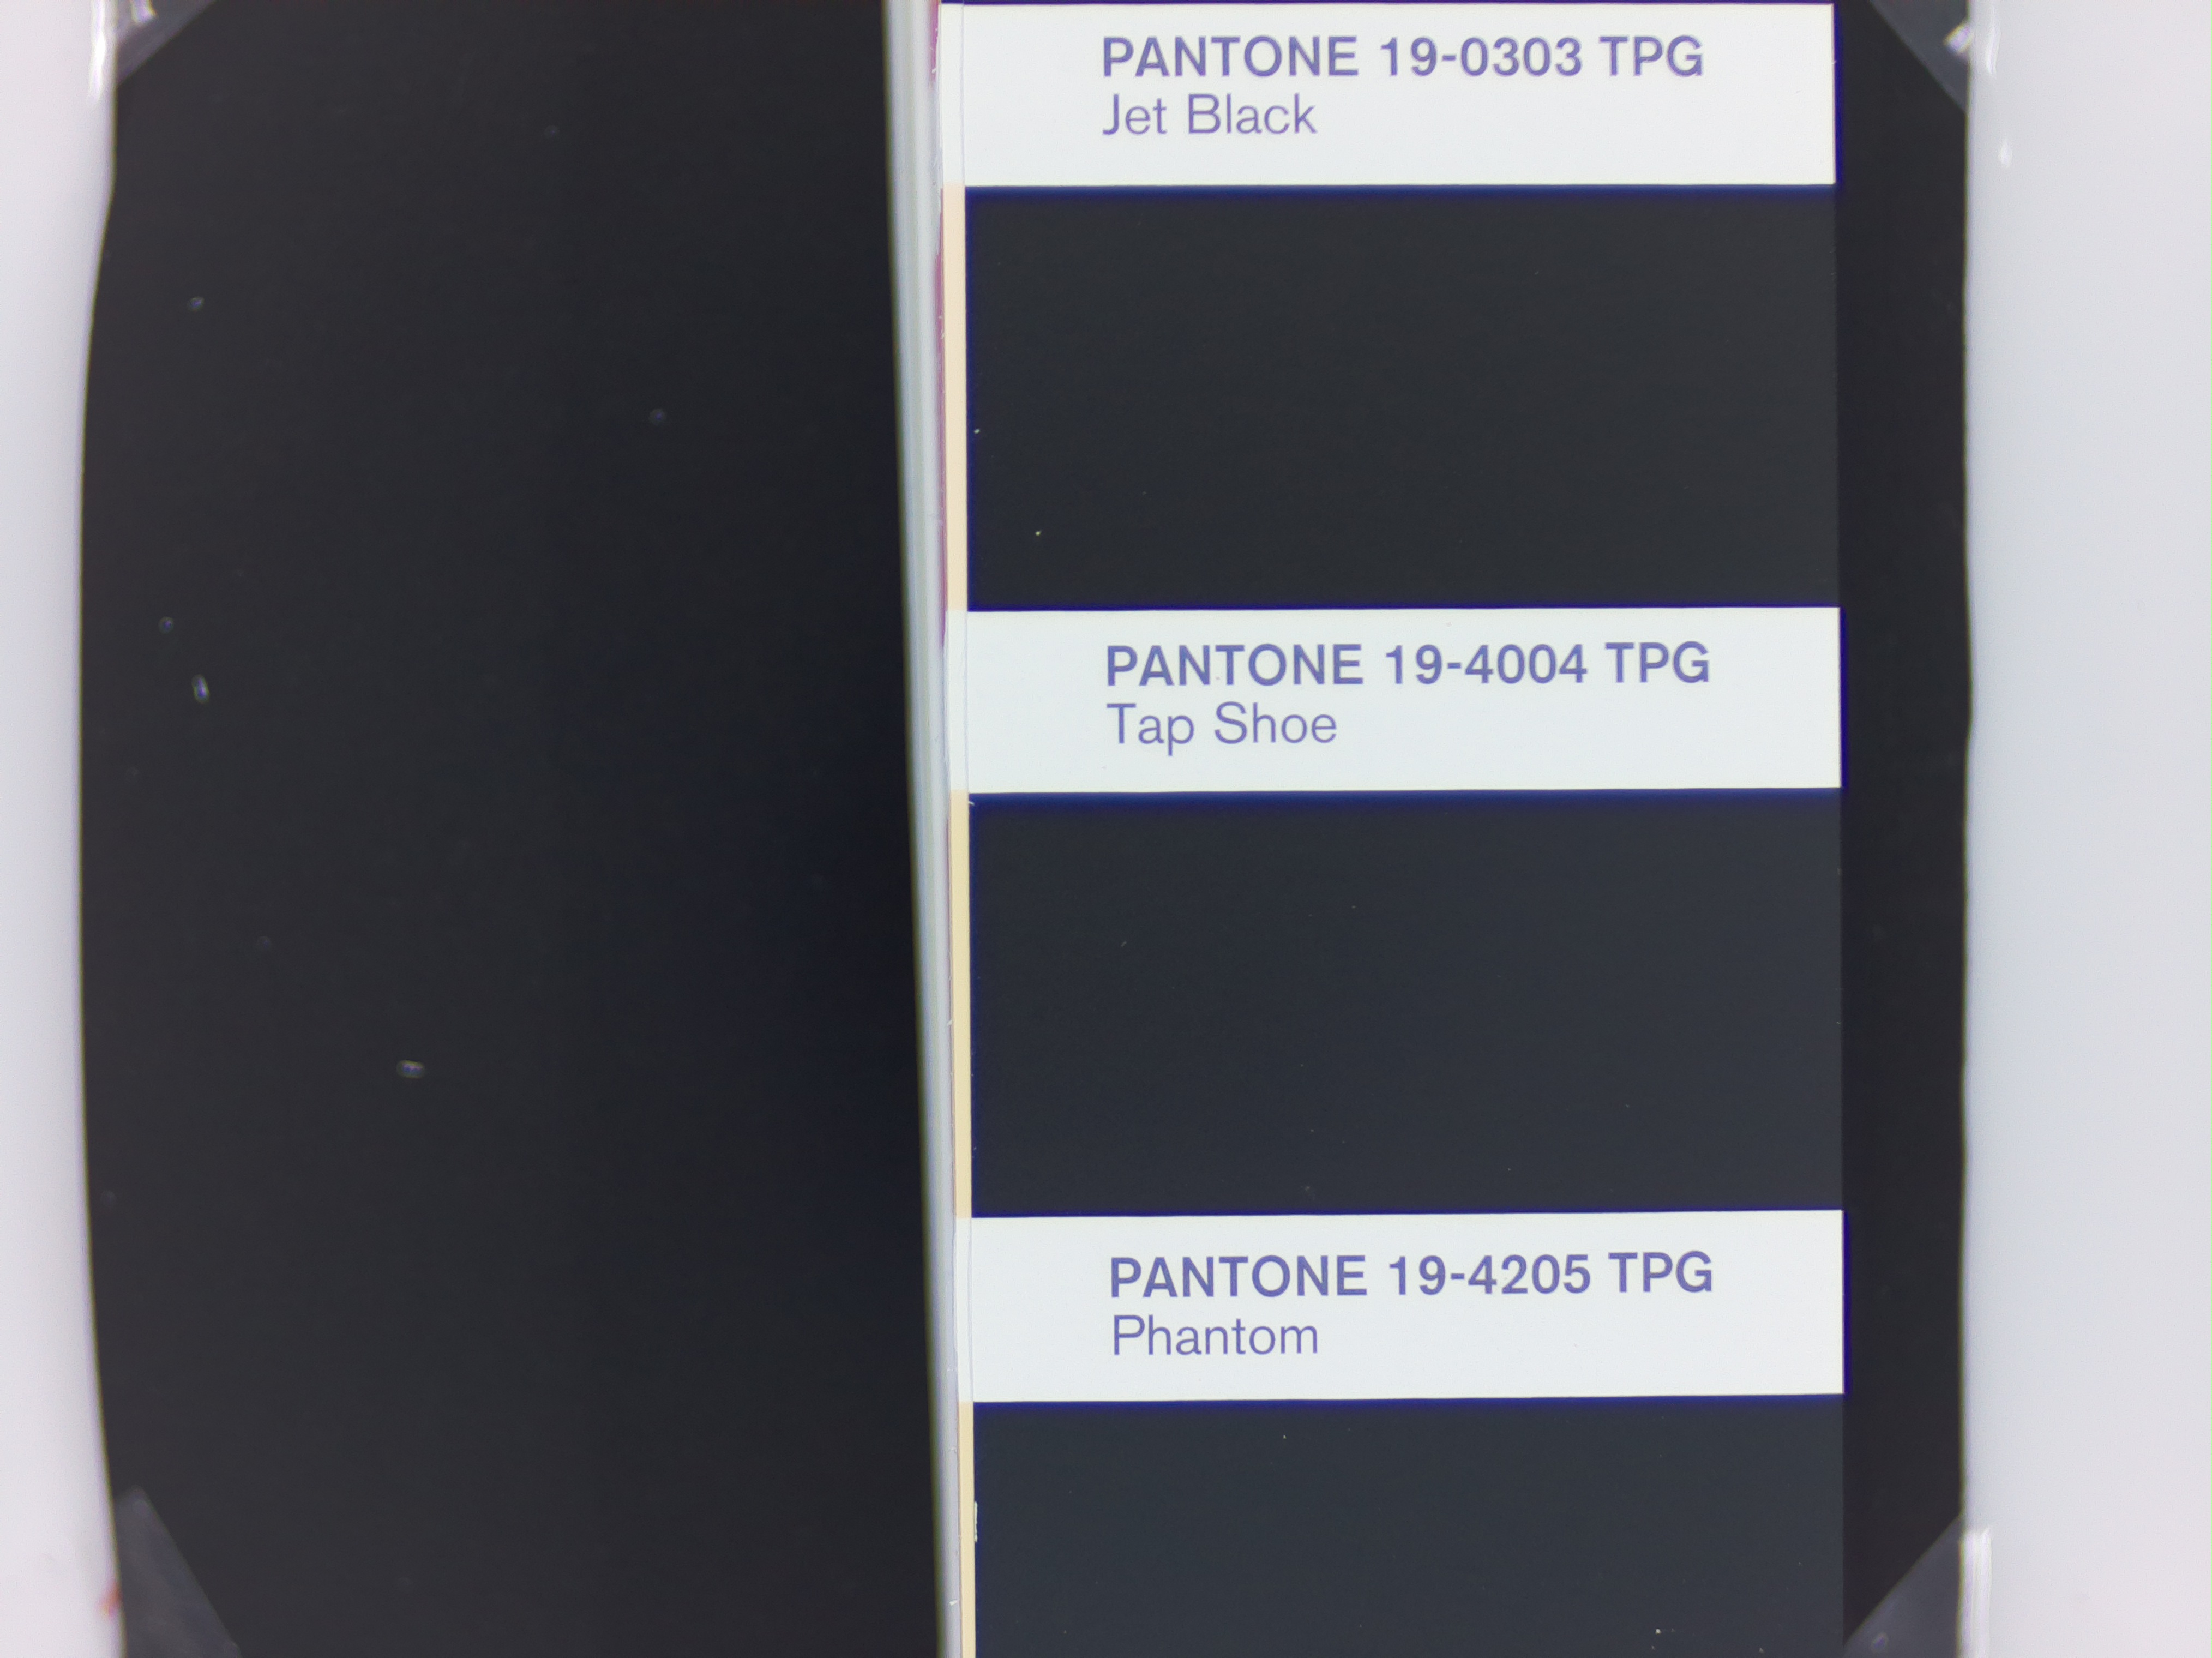 PANTONE 19-0303 TPG
Jet Black
PANTONE 19-4004 TPG
Tap Shoe
PANTONE 19-4205 TPG
Phantom